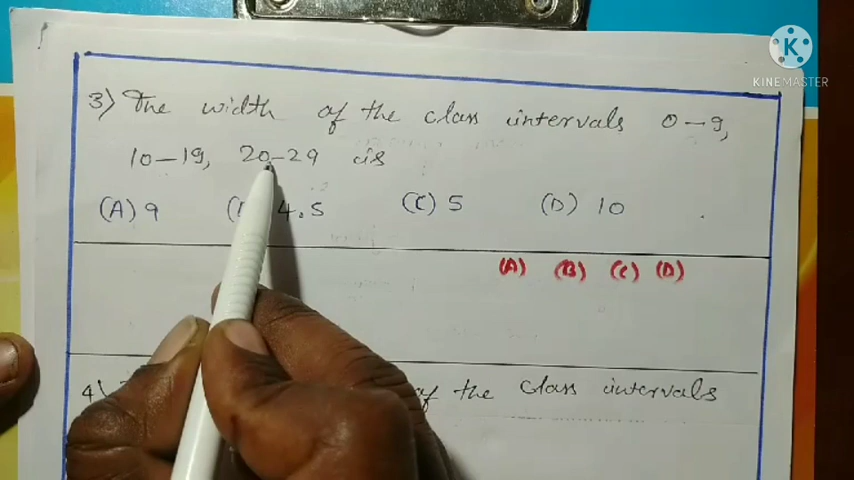 KINEMASTER
3) The width of the class intervals 0-9,
10-19, 20-29 is
(A) 9 4.5 (C) 5 (D) 10
(A) (B) (C) (D)
4) of the class intervals